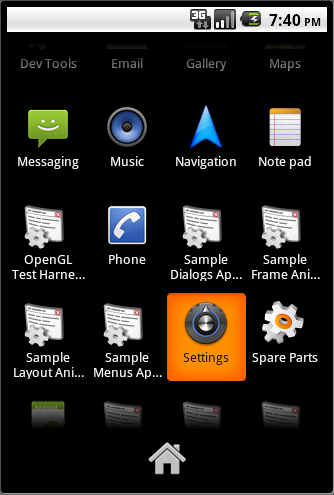 3G 7:40 PM
Dev Tools Email Gallery Maps
Messaging Music Navigation Note pad
OpenGL Phone Sample Sample
Test Harne... Dialogs Ap... Frame Ani...
Sample Sample Settings Spare Parts
Layout Ani... Menus Ap...